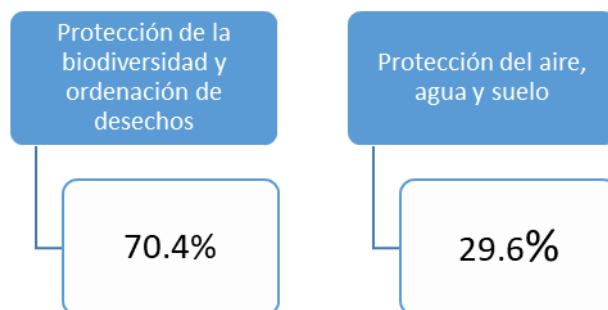 Protección de la
biodiversidad y
ordenación de
desechos
70.4%
Protección del aire,
agua y suelo
29.6%